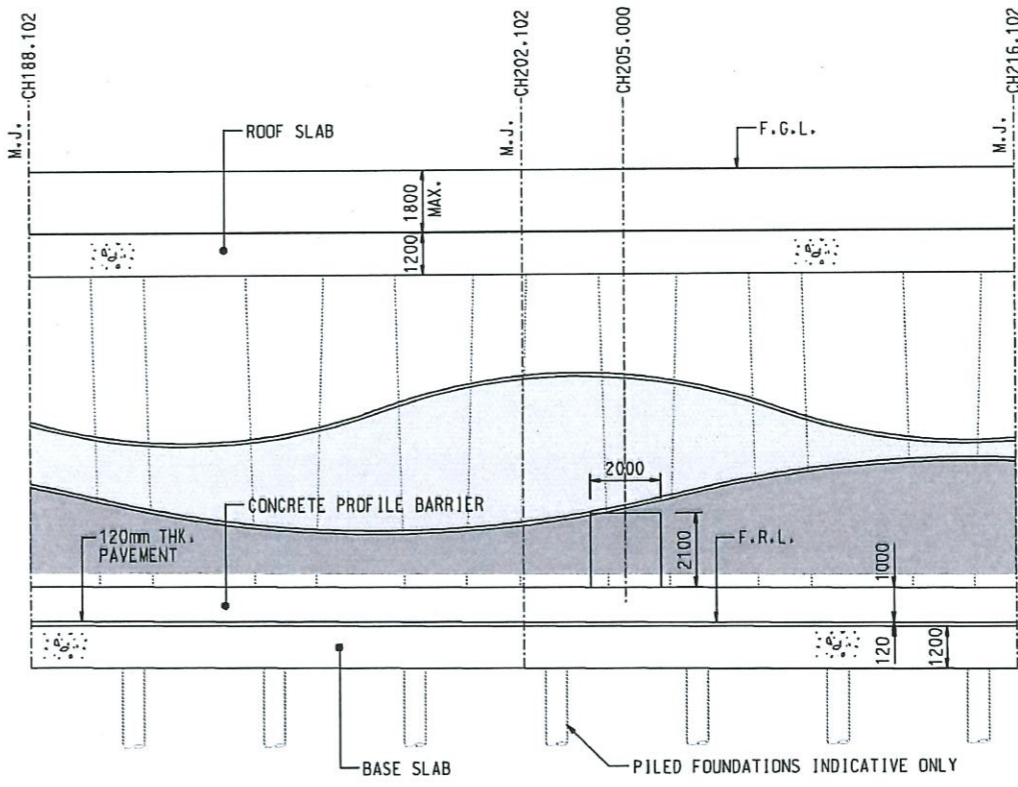 M.J. CH188.102
M.J. CH202.102
CH205.000
M.J. CH216.102
ROOF SLAB
F.G.L.
1800
MAX.
1200
2000
CONCRETE PROFILE BARRIER
120mm THK.
PAVEMENT
F.R.L.
2100
1000
120
1200
BASE SLAB
PILED FOUNDATIONS INDICATIVE ONLY